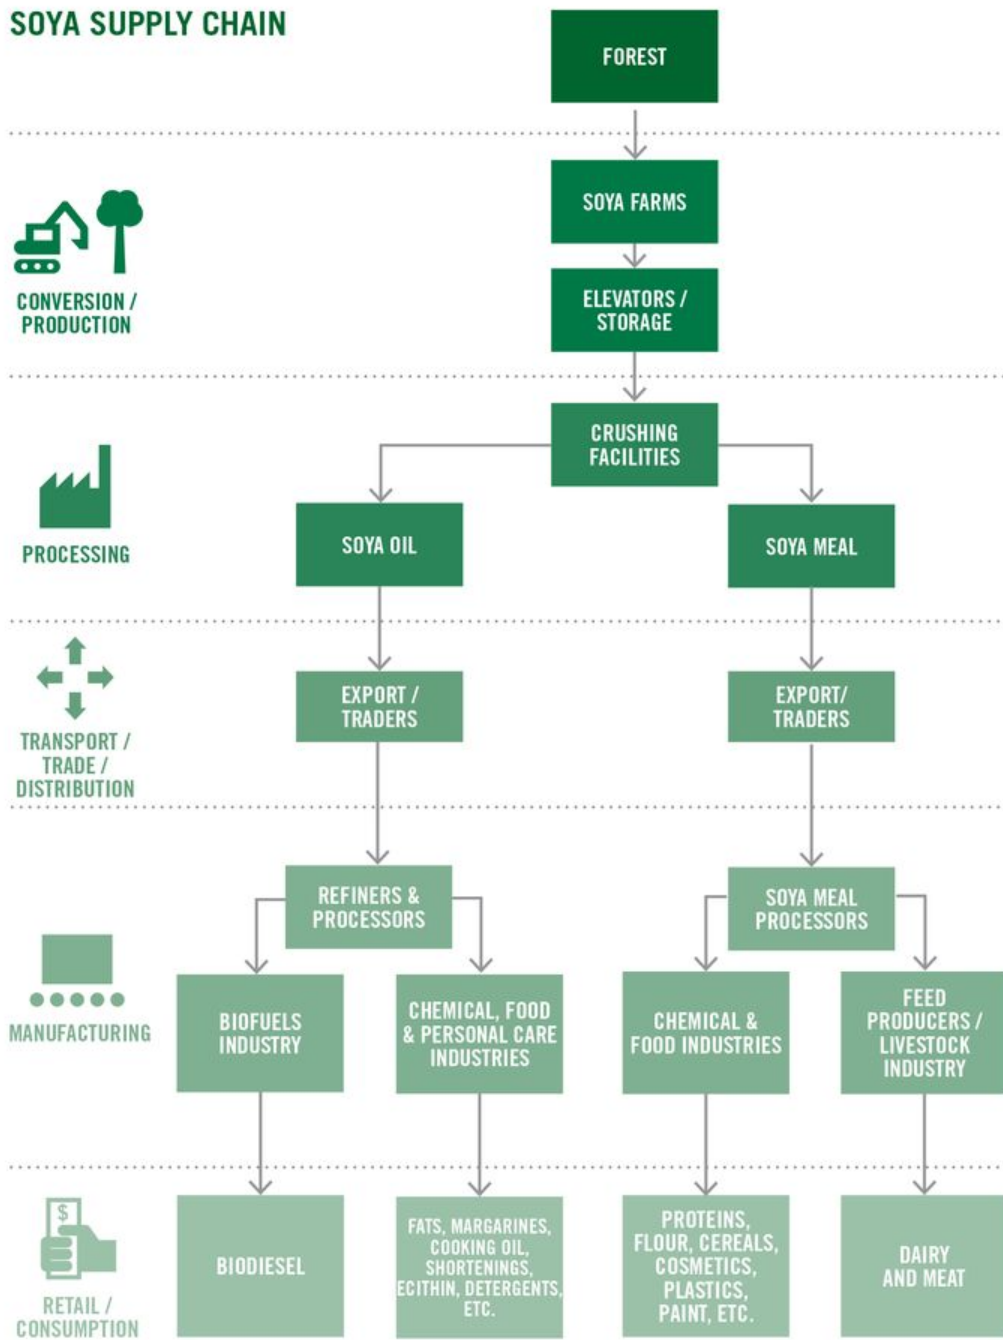 SOYA SUPPLY CHAIN
FOREST
SOYA FARMS
ELEVATORS /
STORAGE
CONVERSION /
PRODUCTION
CRUSHING
FACILITIES
SOYA OIL
SOYA MEAL
PROCESSING
EXPORT /
TRADERS
EXPORT/
TRADERS
TRANSPORT /
TRADE /
DISTRIBUTION
REFINERS &
PROCESSORS
SOYA MEAL
PROCESSORS
BIOFUELS
INDUSTRY
CHEMICAL, FOOD
& PERSONAL CARE
INDUSTRIES
CHEMICAL &
FOOD INDUSTRIES
FEED
PRODUCERS /
LIVESTOCK
INDUSTRY
MANUFACTURING
$
BIODIESEL
FATS, MARGARINES,
COOKING OIL,
SHORTENINGS,
ECITHIN, DETERGENTS,
ETC.
PROTEINS,
FLOUR, CEREALS,
COSMETICS,
PLASTICS,
PAINT, ETC.
DAIRY
AND MEAT
RETAIL /
CONSUMPTION